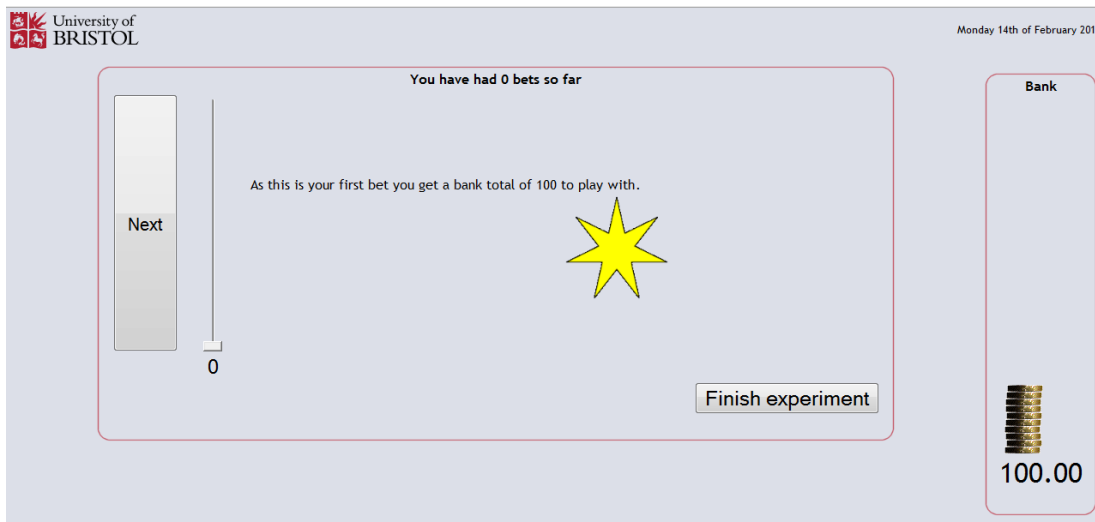 University of
BRISTOL
Monday 14th of February 201
You have had 0 bets so far
Bank
As this is your first bet you get a bank total of 100 to play with.
Next
0
Finish experiment
100.00